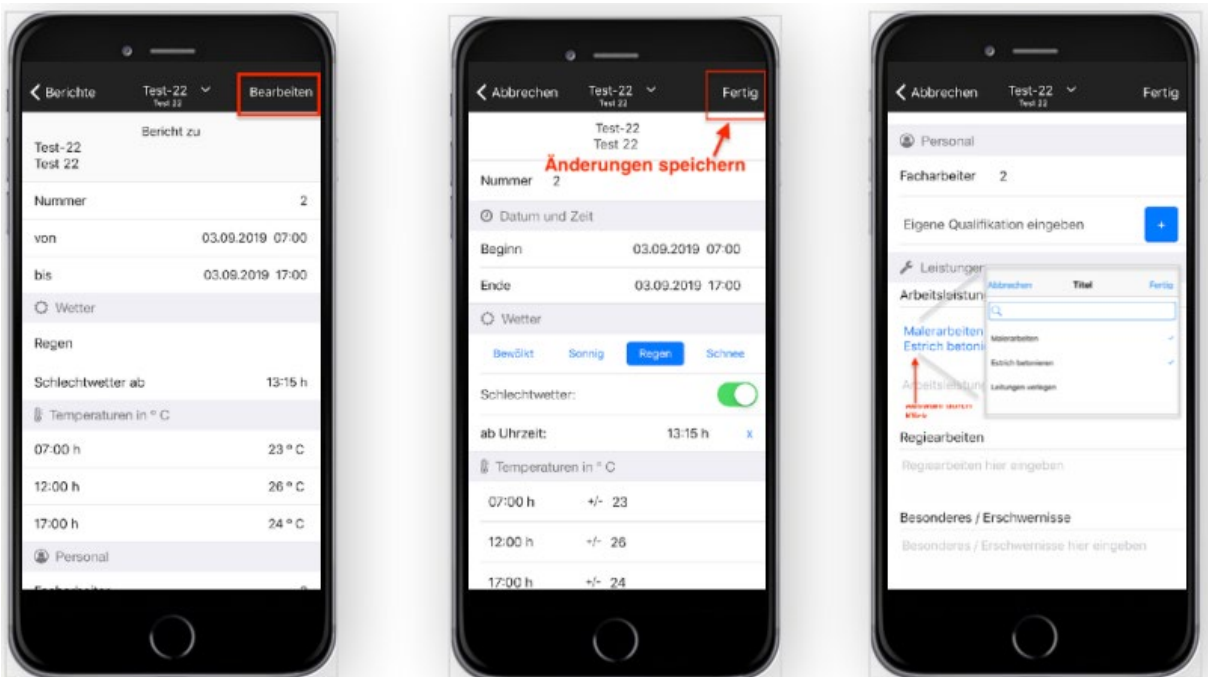 Berichte
Test-22
Bearbeiten
Test 22
Bericht zu
Test-22
Test 22
Nummer 2
von 03.09.2019 07:00
bis 03.09.2019 17:00
Wetter
Regen
Schlechtwetter ab 13:15 h
Temperaturen in ° C
07:00 h 23 ° C
12:00 h 26 ° C
17:00 h 24 ° C
Personal
Facharbeiter 2
Abbrechen
Test-22
Fertig
Test 22
Test-22
Test 22
Änderungen speichern
Nummer 2
Datum und Zeit
Beginn 03.09.2019 07:00
Ende 03.09.2019 17:00
Wetter
Bewölkt Sonnig Regen Schnee
Schlechtwetter:
ab Uhrzeit: 13:15 h x
Temperaturen in ° C
07:00 h +/- 23
12:00 h +/- 26
17:00 h +/- 24
Abbrechen
Test-22
Fertig
Test 22
Personal
Facharbeiter 2
Eigene Qualifikation eingeben +
Leistungen
Arbeitsleistun
Malerarbeiten
Estrich betoni
Arbeitsleistung
Abbrechen Titel Fertig
Malerarbeiten
Estrich betonieren
Leitungen verlegen
Regiearbeiten
Regiearbeiten hier eingeben
Besonderes / Erschwernisse
Besonderes / Erschwernisse hier eingeben